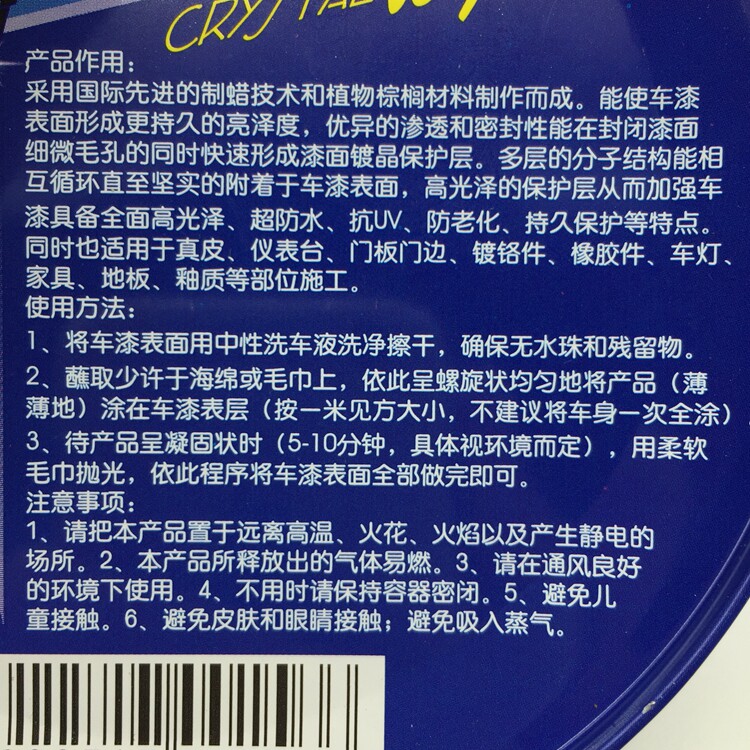 CRYSTAL
产品作用：
采用国际先进的制蜡技术和植物棕榈材料制作而成。能使车漆
表面形成更持久的亮泽度，优异的渗透和密封性能在封闭漆面
细微毛孔的同时快速形成漆面镀晶保护层。多层的分子结构能相
互循环直至坚实的附着于车漆表面，高光泽的保护层从而加强车
漆具备全面高光泽、超防水、抗UV、防老化、持久保护等特点。
同时也适用于真皮、仪表台、门板门边、镀铬件、橡胶件、车灯、
家具、地板、釉质等部位施工。
使用方法：
1、将车漆表面用中性洗车液洗净擦干，确保无水珠和残留物。
2、蘸取少许于海绵或毛巾上，依此呈螺旋状均匀地将产品（薄
薄地）涂在车漆表层（按一米见方大小，不建议将车身一次全涂）
3、待产品呈凝固状时（5-10分钟，具体视环境而定），用柔软
毛巾抛光，依此程序将车漆表面全部做完即可。
注意事项：
1、请把本产品置于远离高温、火花、火焰以及产生静电的
场所。2、本产品所释放出的气体易燃。3、请在通风良好
的环境下使用。4、不用时请保持容器密闭。5、避免儿
童接触。6、避免皮肤和眼睛接触；避免吸入蒸气。